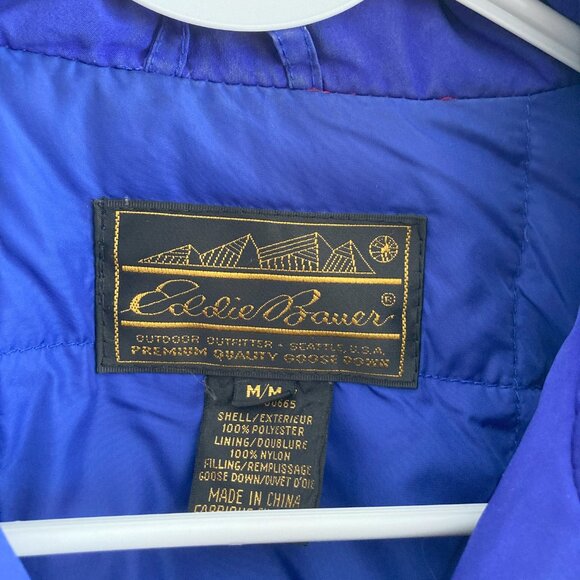 Eddie Bauer®
OUTDOOR OUTFITTER - SEATTLE, U.S.A.
PREMIUM QUALITY GOOSE DOWN
M/M
SHELL/EXTERIEUR
100% POLYESTER
LINING/DOUBLURE
100% NYLON
FILLING/REMPLISSAGE
GOOSE DOWN/DUVET D'OIE
MADE IN CHINA